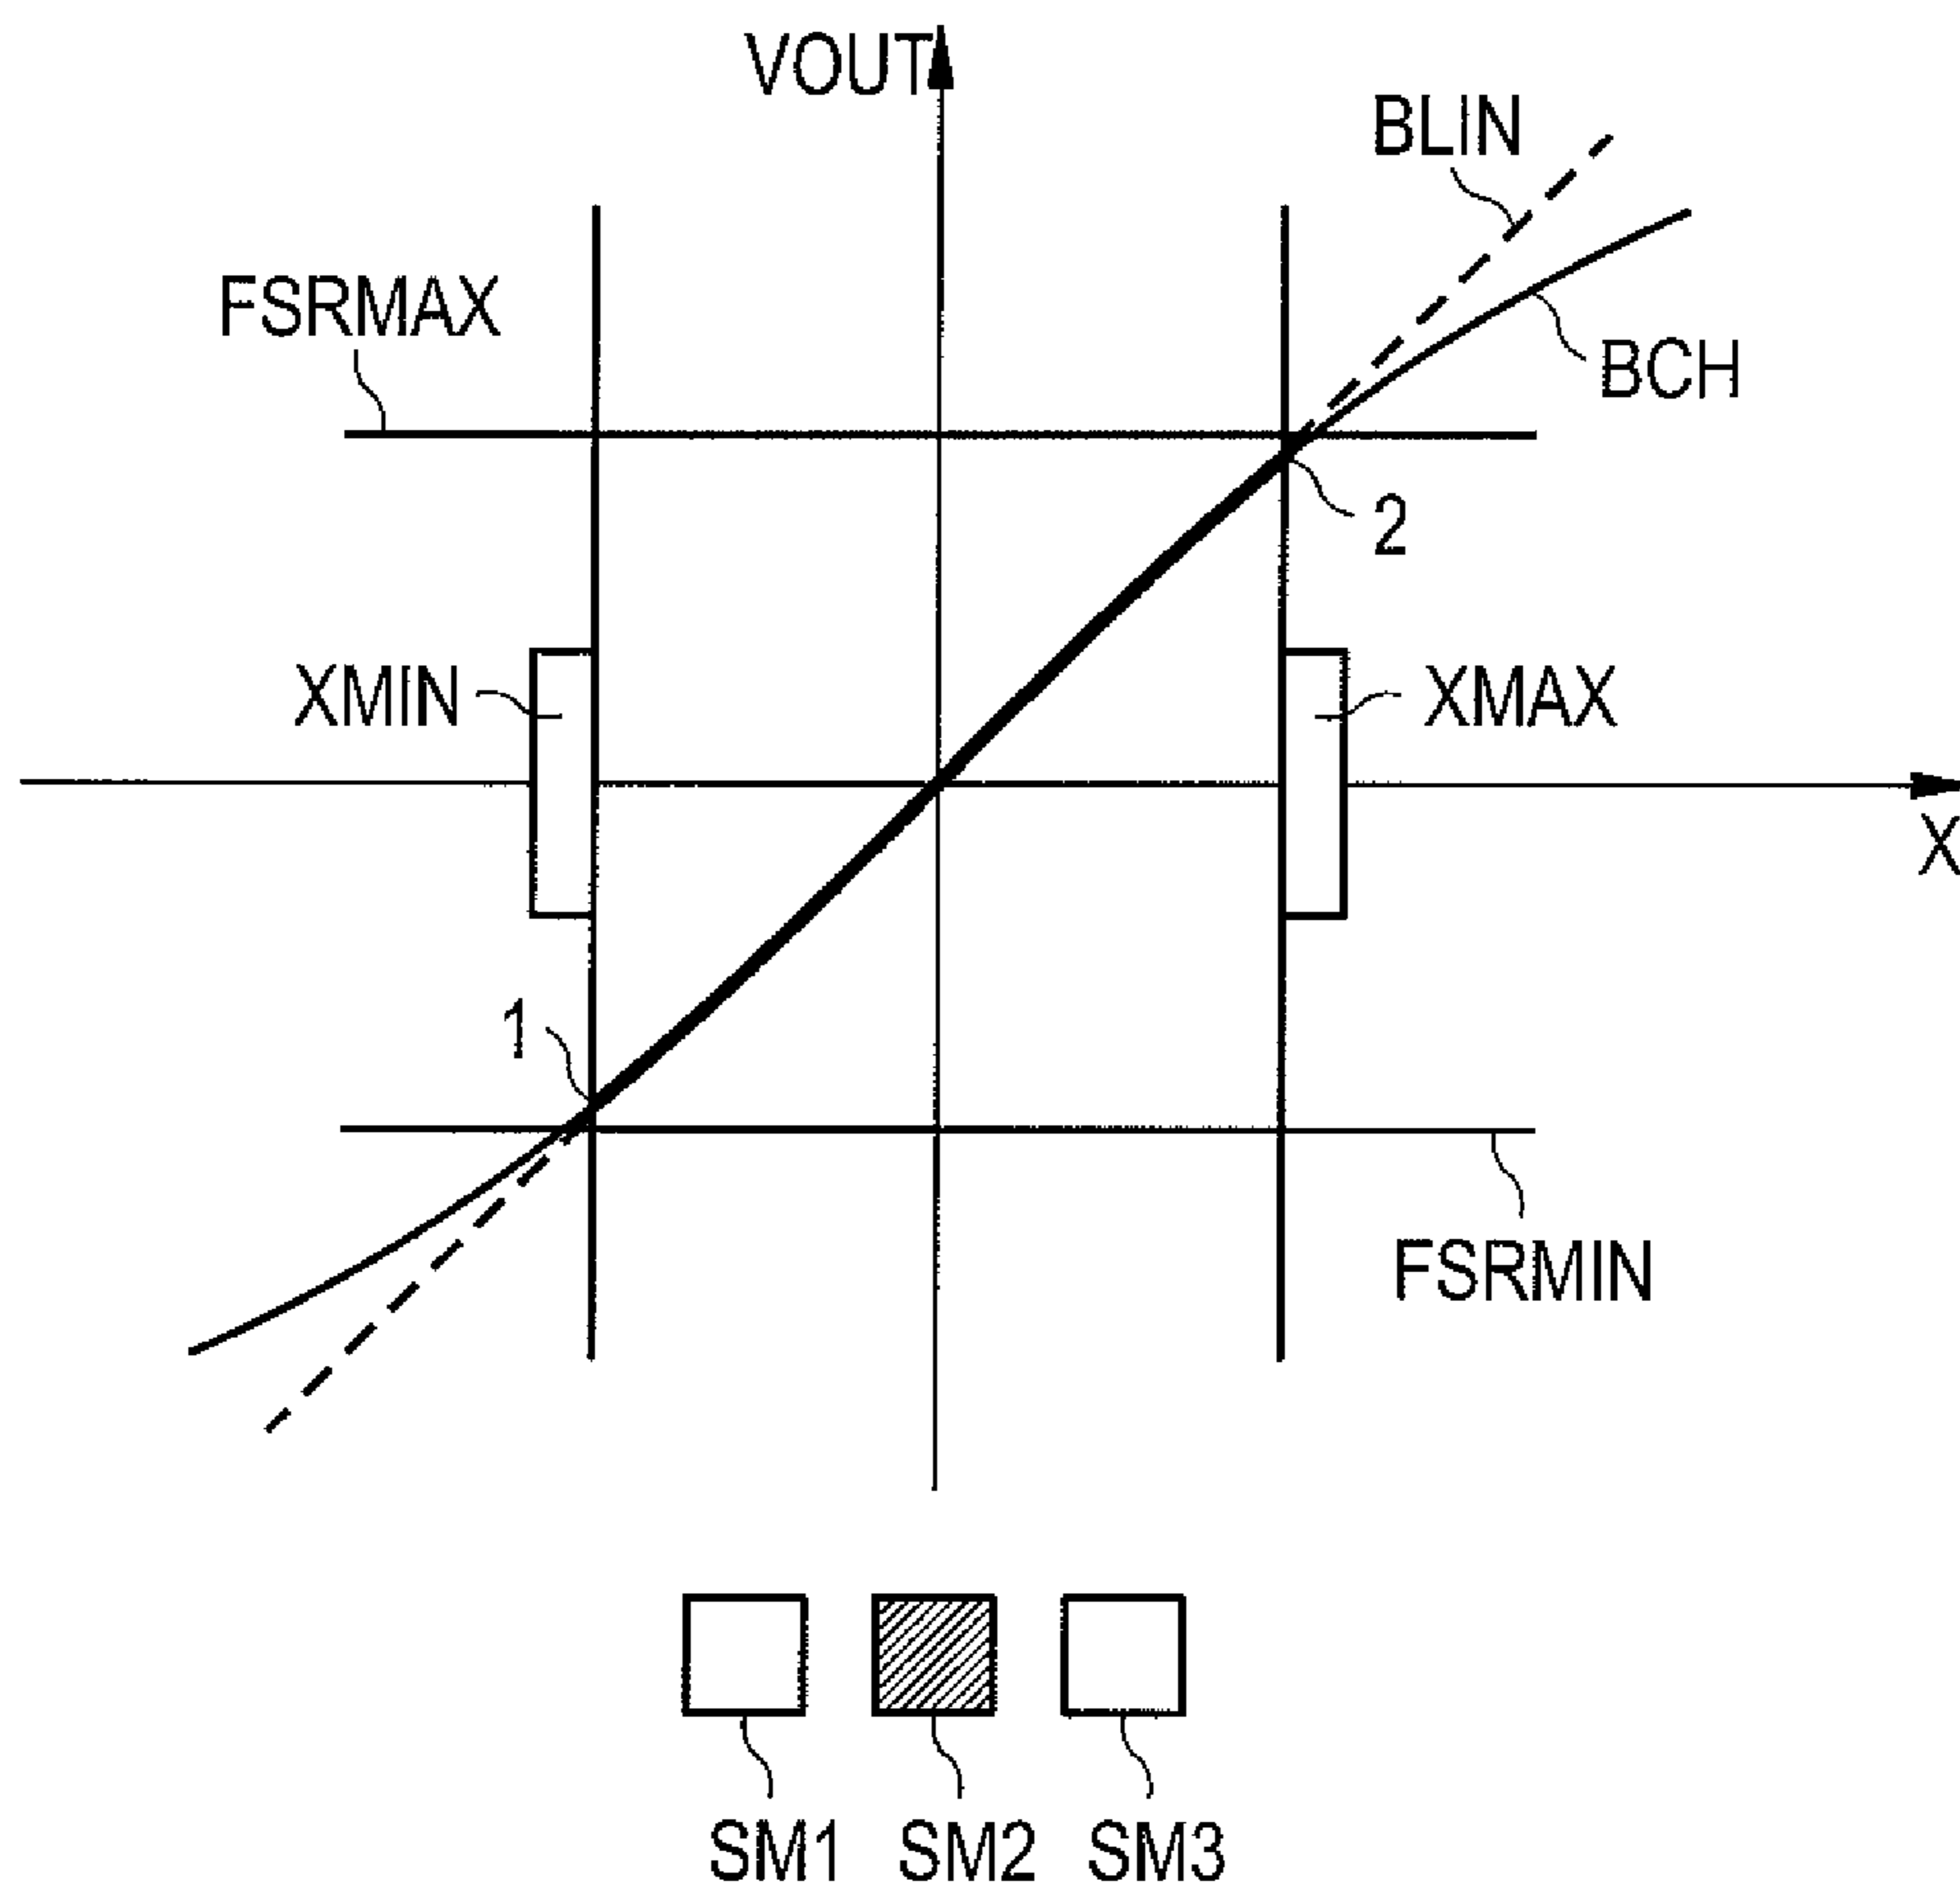 VOUT
BLIN
FSRMAX
BCH
2
XMIN
XMAX
X
1
FSRMIN
SM1 SM2 SM3